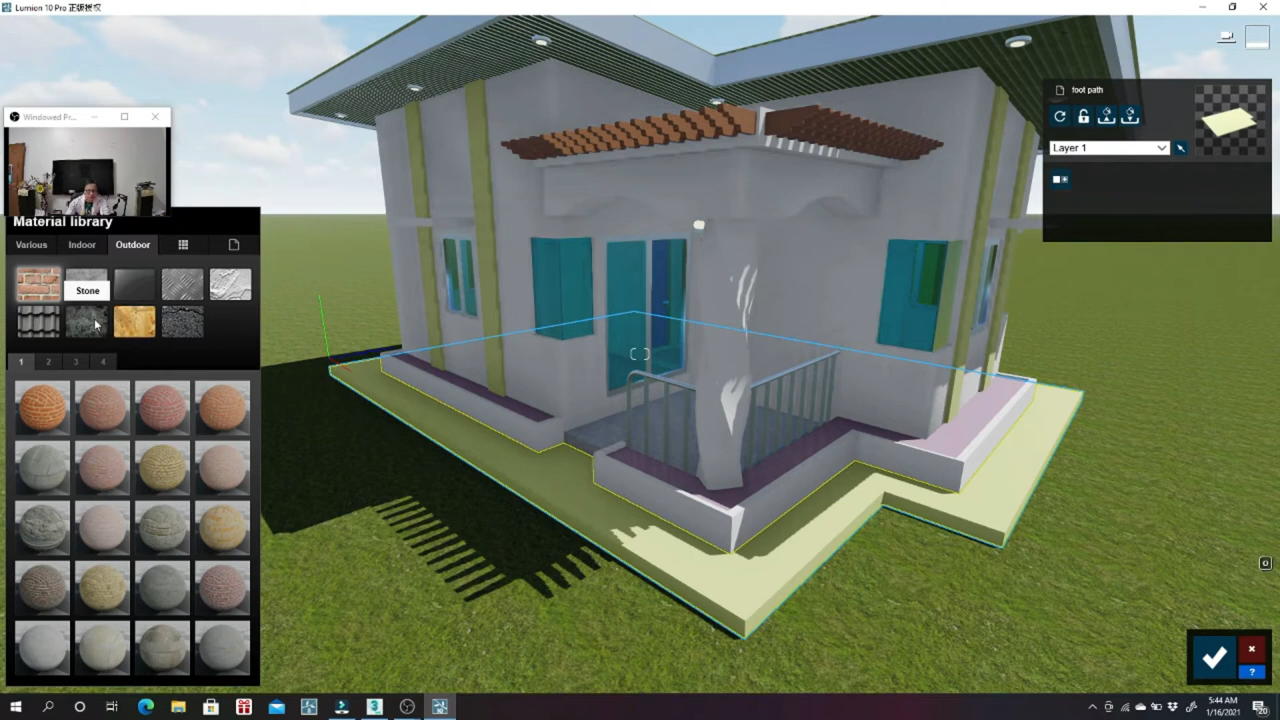 Lumion 10 Pro 正版授权
Windowed Pr...
foot path
Layer 1
Material library
Various Indoor Outdoor
Stone
1 2 3 4
?
5:44 AM
1/16/2021
20